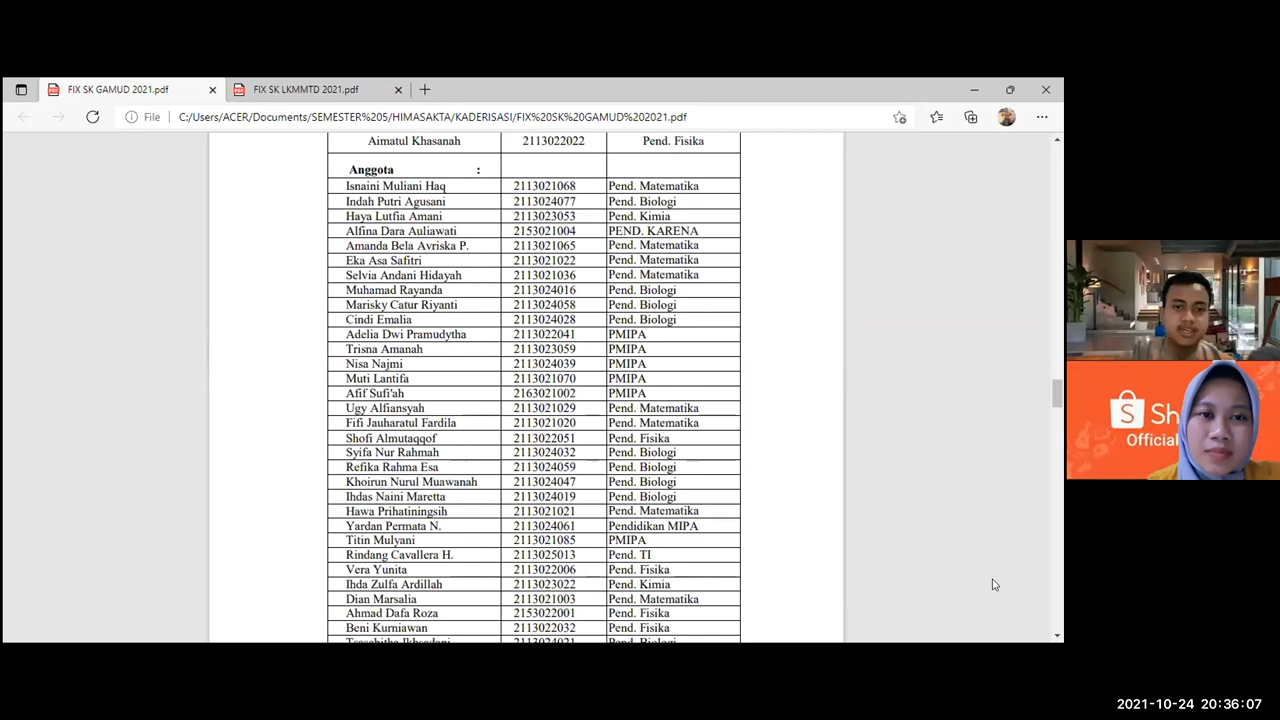 FIX SK GAMUD 2021.pdf
FIX SK LKMMTD 2021.pdf
File
C:/Users/ACER/Documents/SEMESTER%205/HIMASAKTA/KADERISASI/FIX%20SK%20GAMUD%202021.pdf
Aimatul Khasanah 2113022022 Pend. Fisika
Anggota :
Isnaini Muliani Haq 2113021068 Pend. Matematika
Indah Putri Agusani 2113024077 Pend. Biologi
Haya Lutfia Amani 2113023053 Pend. Kimia
Alfina Dara Auliawati 2153021004 PEND. KARENA
Amanda Bela Avriska P. 2113021065 Pend. Matematika
Eka Asa Safitri 2113021022 Pend. Matematika
Selvia Andani Hidayah 2113021036 Pend. Matematika
Muhamad Rayanda 2113024016 Pend. Biologi
Marisky Catur Riyanti 2113024058 Pend. Biologi
Cindi Emalia 2113024028 Pend. Biologi
Adelia Dwi Pramudytha 2113022041 PMIPA
Trisna Amanah 2113023059 PMIPA
Nisa Najmi 2113024039 PMIPA
Muti Lantifa 2113021070 PMIPA
Afif Sufi'ah 2163021002 PMIPA
Ugy Alfiansyah 2113021029 Pend. Matematika
Fifi Jauharatul Fardila 2113021020 Pend. Matematika
Shofi Almutaqqof 2113022051 Pend. Fisika
Syifa Nur Rahmah 2113024032 Pend. Biologi
Refika Rahma Esa 2113024059 Pend. Biologi
Khoirun Nurul Muawanah 2113024047 Pend. Biologi
Ihdas Naini Maretta 2113024019 Pend. Biologi
Hawa Prihatiningsih 2113021021 Pend. Matematika
Yardan Permata N. 2113024061 Pendidikan MIPA
Titin Mulyani 2113021085 PMIPA
Rindang Cavallera H. 2113025013 Pend. TI
Vera Yunita 2113022006 Pend. Fisika
Ihda Zulfa Ardillah 2113023022 Pend. Kimia
Dian Marsalia 2113021003 Pend. Matematika
Ahmad Dafa Roza 2153022001 Pend. Fisika
Beni Kurniawan 2113022032 Pend. Fisika
2113024021 Pend. Biologi
S Sh
Official
2021-10-24 20:36:07